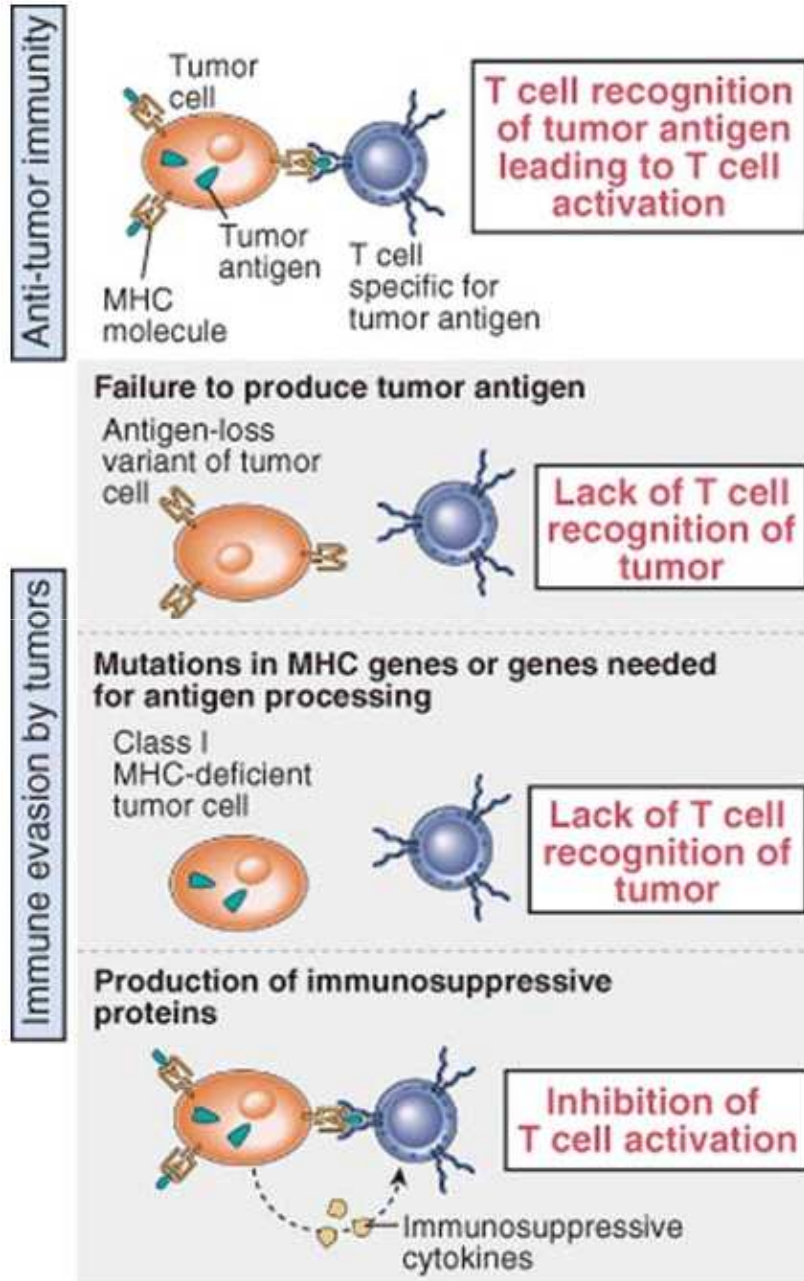 Anti-tumor immunity
Tumor
cell
T cell recognition
of tumor antigen
leading to T cell
activation
Tumor
antigen
T cell
specific for
tumor antigen
MHC
molecule
Immune evasion by tumors
Failure to produce tumor antigen
Antigen-loss
variant of tumor
cell
Lack of T cell
recognition of
tumor
Mutations in MHC genes or genes needed
for antigen processing
Class I
MHC-deficient
tumor cell
Lack of T cell
recognition of
tumor
Production of immunosuppressive
proteins
Inhibition of
T cell activation
Immunosuppressive
cytokines